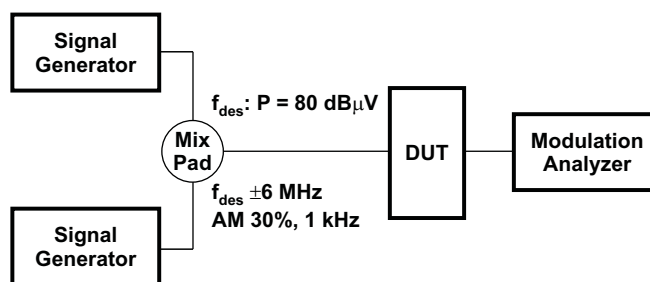 Signal
Generator
f_des: P = 80 dBμV
Mix
Pad
DUT
Modulation
Analyzer
f_des ±6 MHz
AM 30%, 1 kHz
Signal
Generator